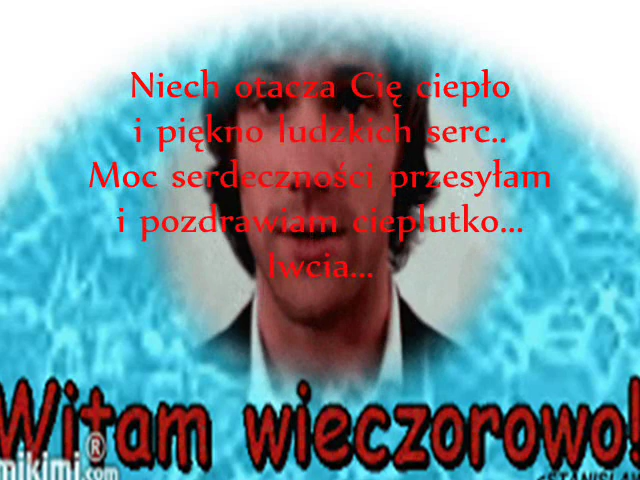 Niech otacza Cię ciepło
i piękno ludzkich serc..
Moc serdeczności przesyłam
i pozdrawiam cieplutko...
Iwcia...
Witam wieczorowo!
mikimi.com ®